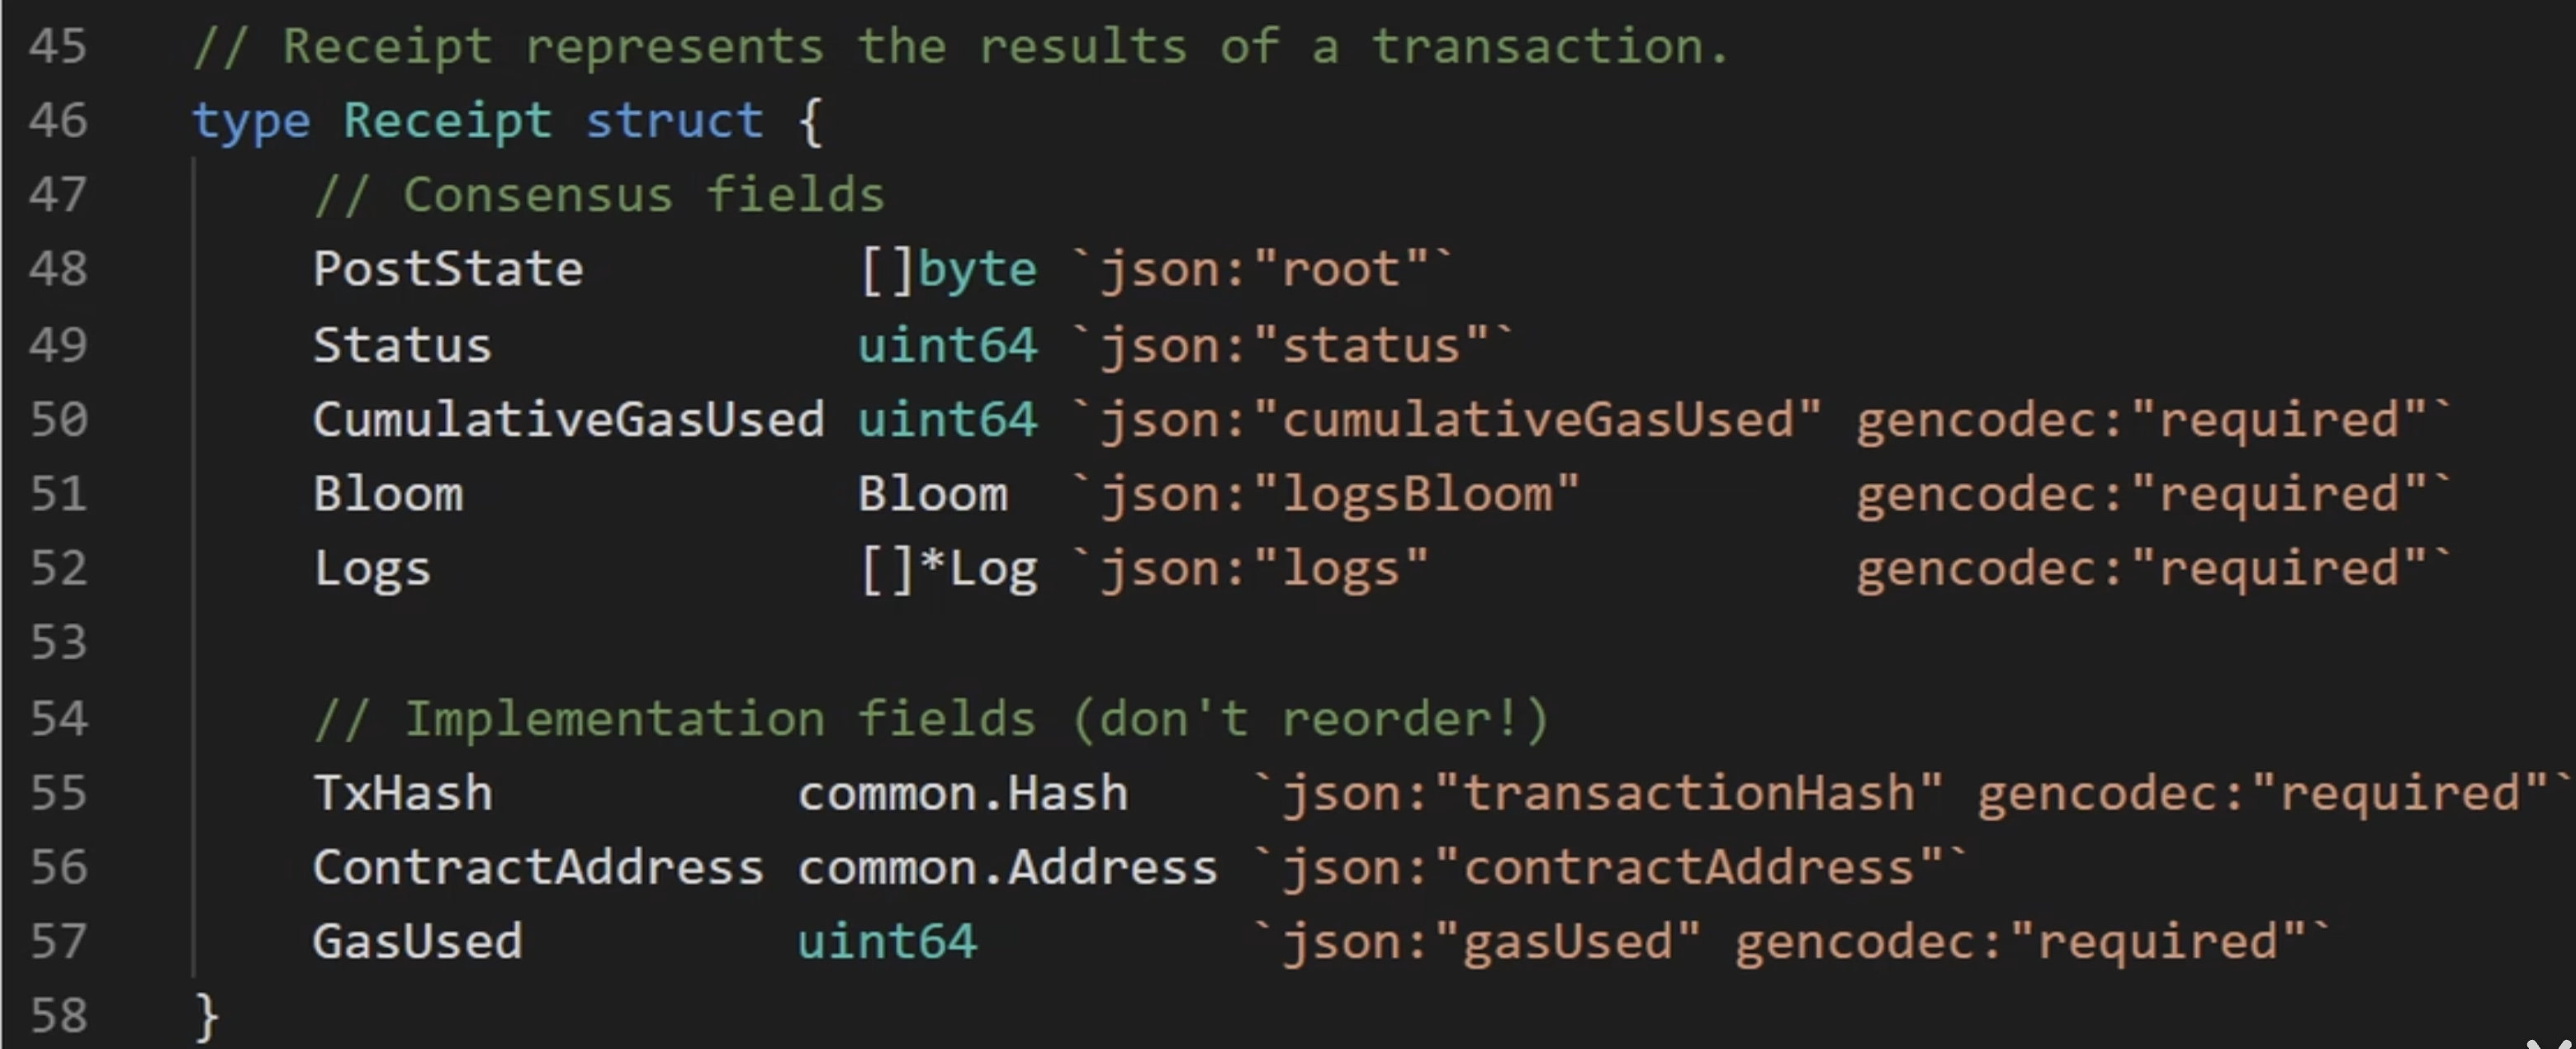 45 // Receipt represents the results of a transaction.
46 type Receipt struct {
47     // Consensus fields
48     PostState         []byte `json:"root"`
49     Status            uint64 `json:"status"`
50     CumulativeGasUsed uint64 `json:"cumulativeGasUsed" gencodec:"required"`
51     Bloom             Bloom  `json:"logsBloom"         gencodec:"required"`
52     Logs              []*Log `json:"logs"              gencodec:"required"`
53
54     // Implementation fields (don't reorder!)
55     TxHash          common.Hash    `json:"transactionHash" gencodec:"required"`
56     ContractAddress common.Address `json:"contractAddress"`
57     GasUsed         uint64         `json:"gasUsed" gencodec:"required"`
58 }